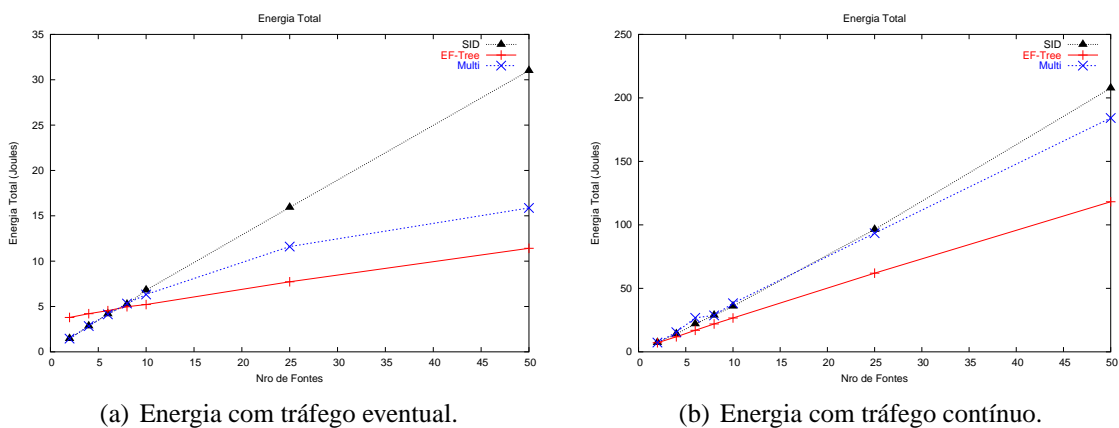 Energia Total
35
30
25
20
15
10
5
0
Energia Total (Joules)
SID
EF-Tree
Multi
0 5 10 15 20 25 30 35 40 45 50
Nro de Fontes
(a) Energia com tráfego eventual.
Energia Total
250
200
150
100
50
0
Energia Total (Joules)
SID
EF-Tree
Multi
0 5 10 15 20 25 30 35 40 45 50
Nro de Fontes
(b) Energia com tráfego contínuo.